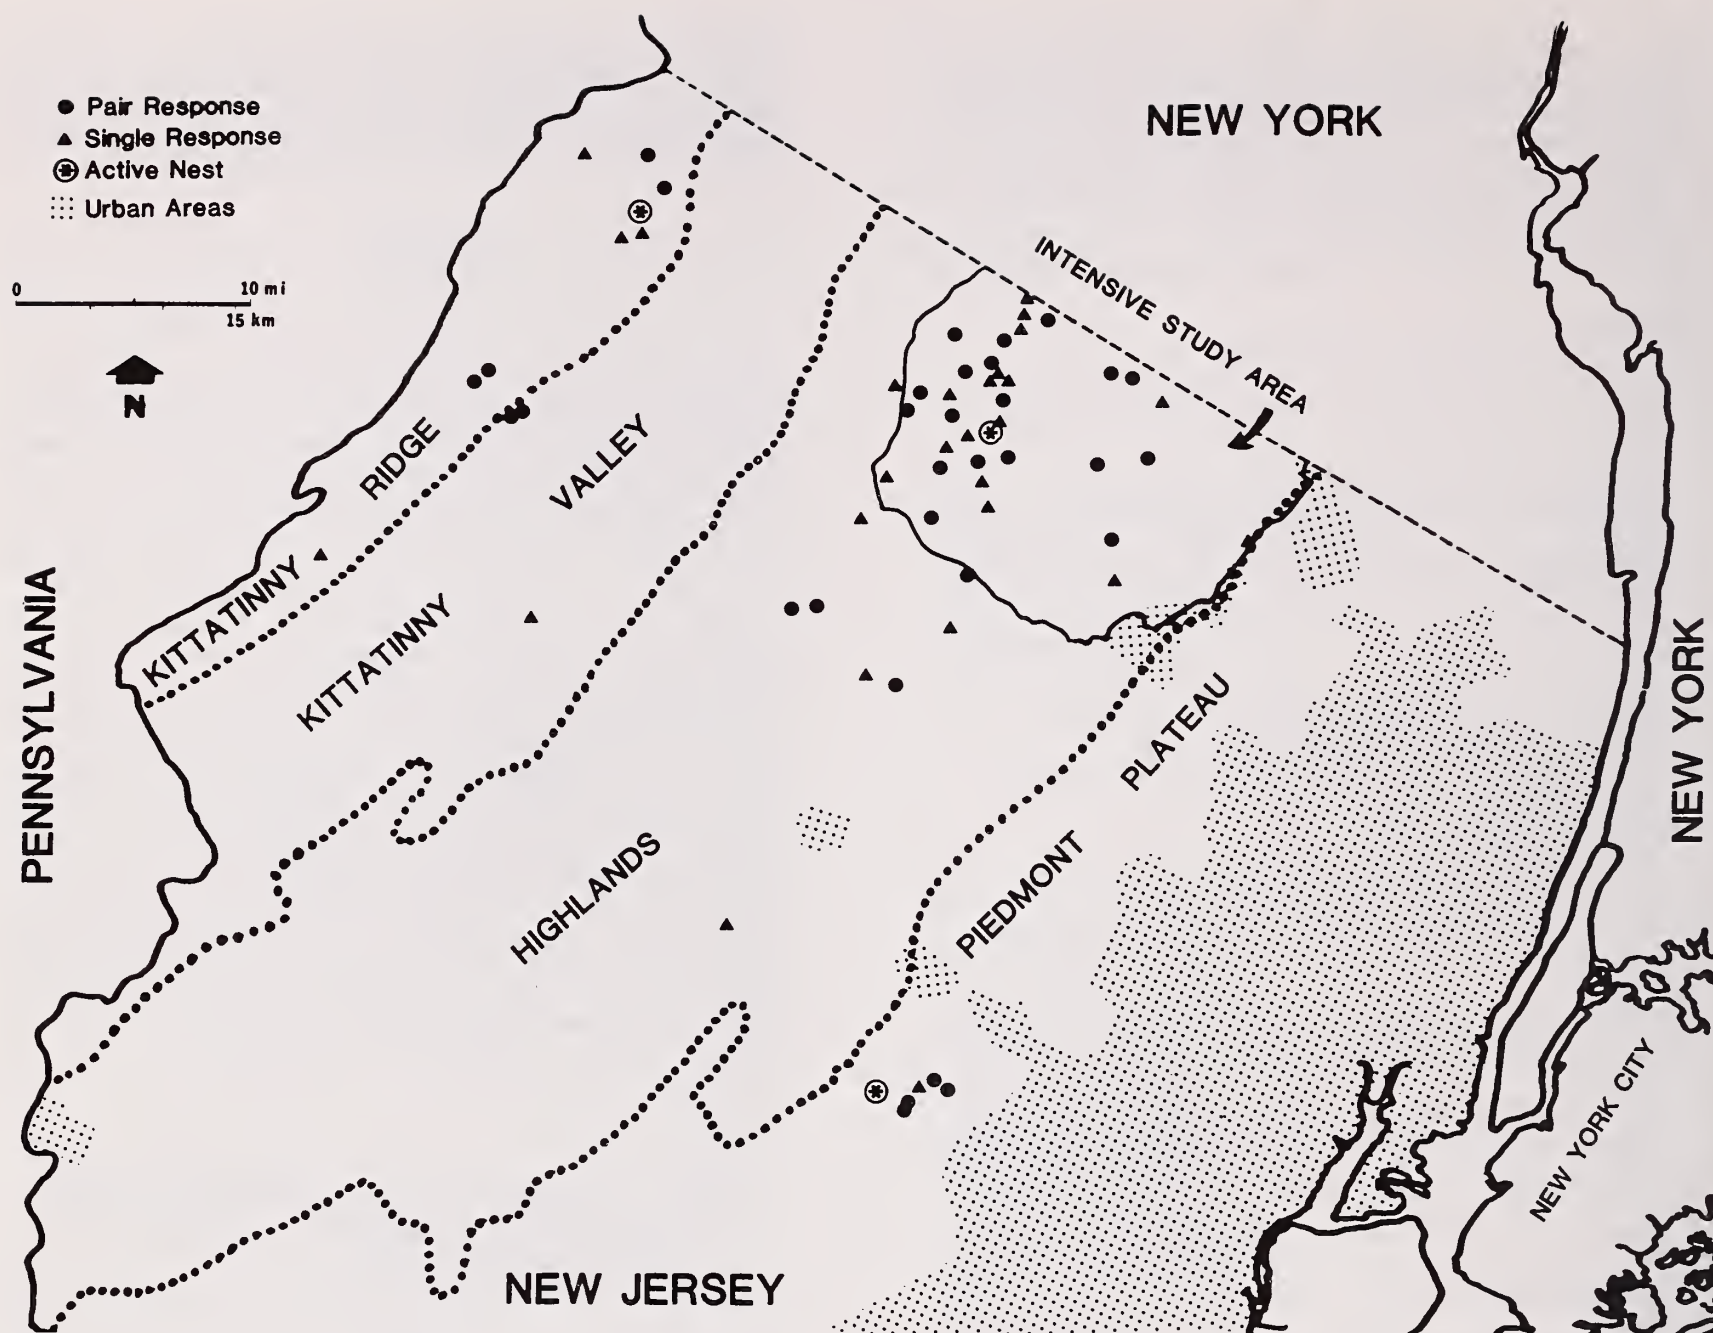 Pair Response
Single Response
Active Nest
Urban Areas
0 10 mi
15 km
N
NEW YORK
INTENSIVE STUDY AREA
RIDGE
VALLEY
KITTATINNY
KITTATINNY
PENNSYLVANIA
NEW YORK
PLATEAU
PIEDMONT
HIGHLANDS
NEW YORK CITY
NEW JERSEY